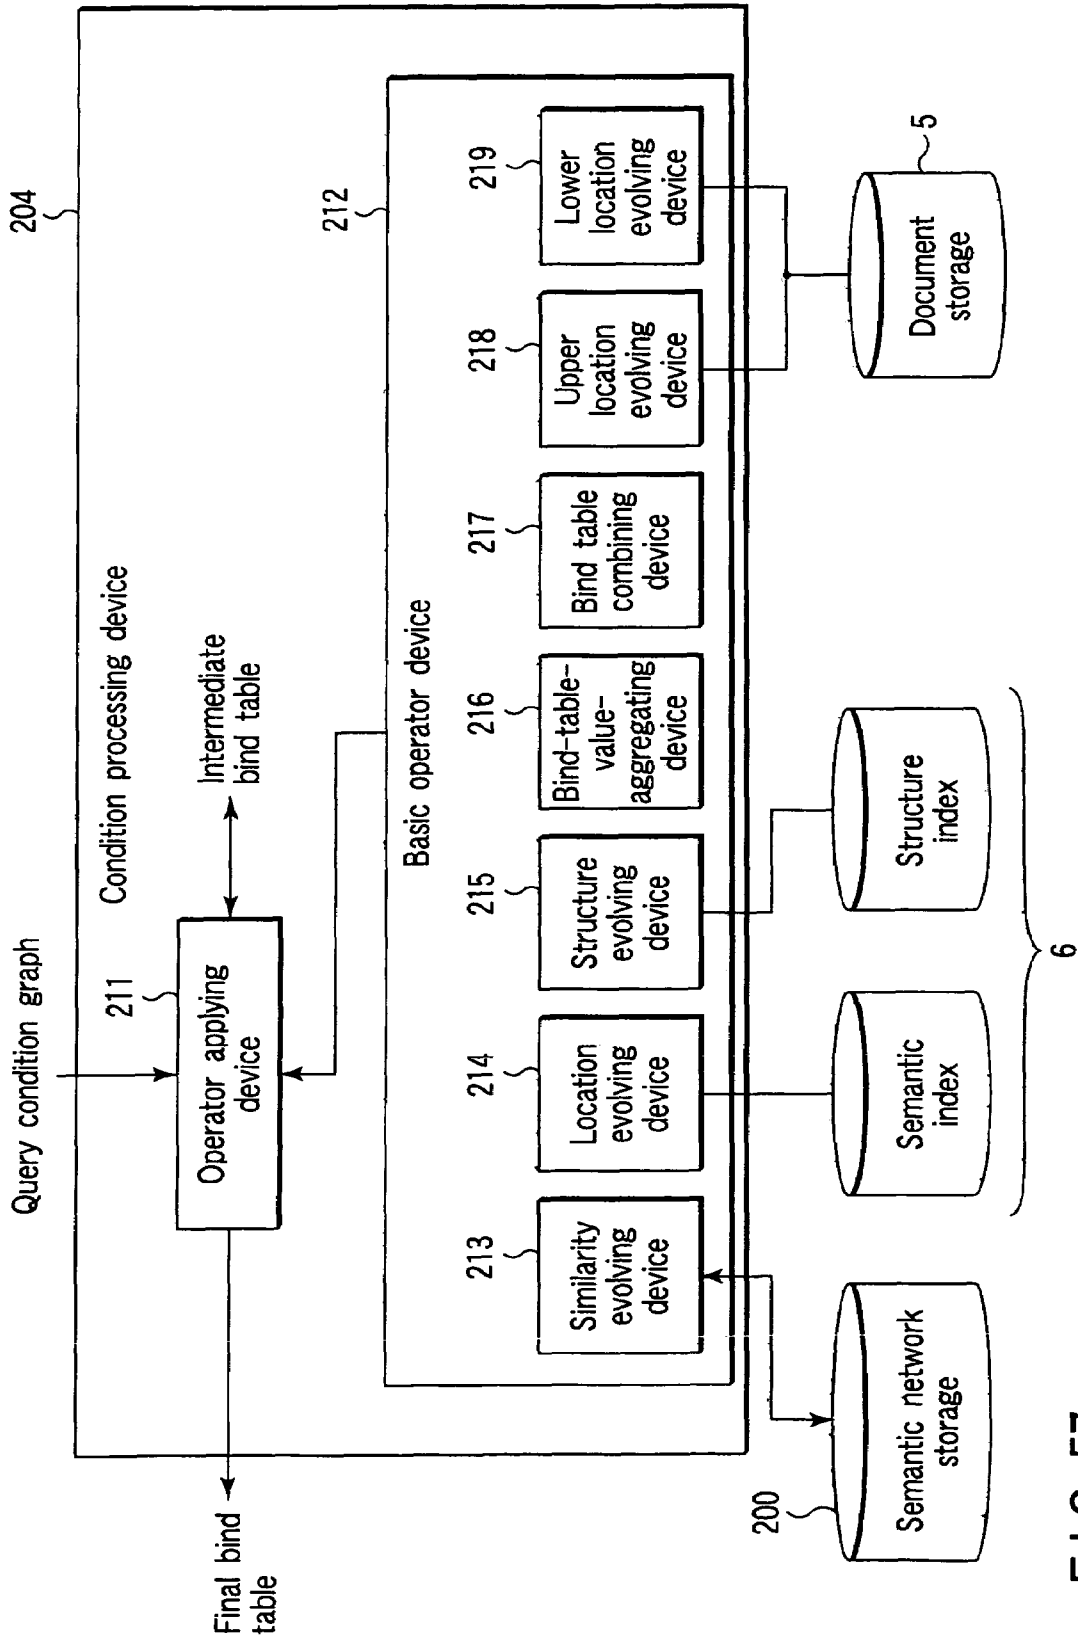 Query condition graph
204
Condition processing device
211
Operator applying
device
Intermediate
bind table
Final bind
table
212
Basic operator device
213
214
215
216
217
218
219
Similarity
evolving
device
Location
evolving
device
Structure
evolving
device
Bind-table-
value-
aggregating
device
Bind table
combining
device
Upper
location
evolving
device
Lower
location
evolving
device
200
Semantic network
storage
Semantic
index
Structure
index
5
Document
storage
6